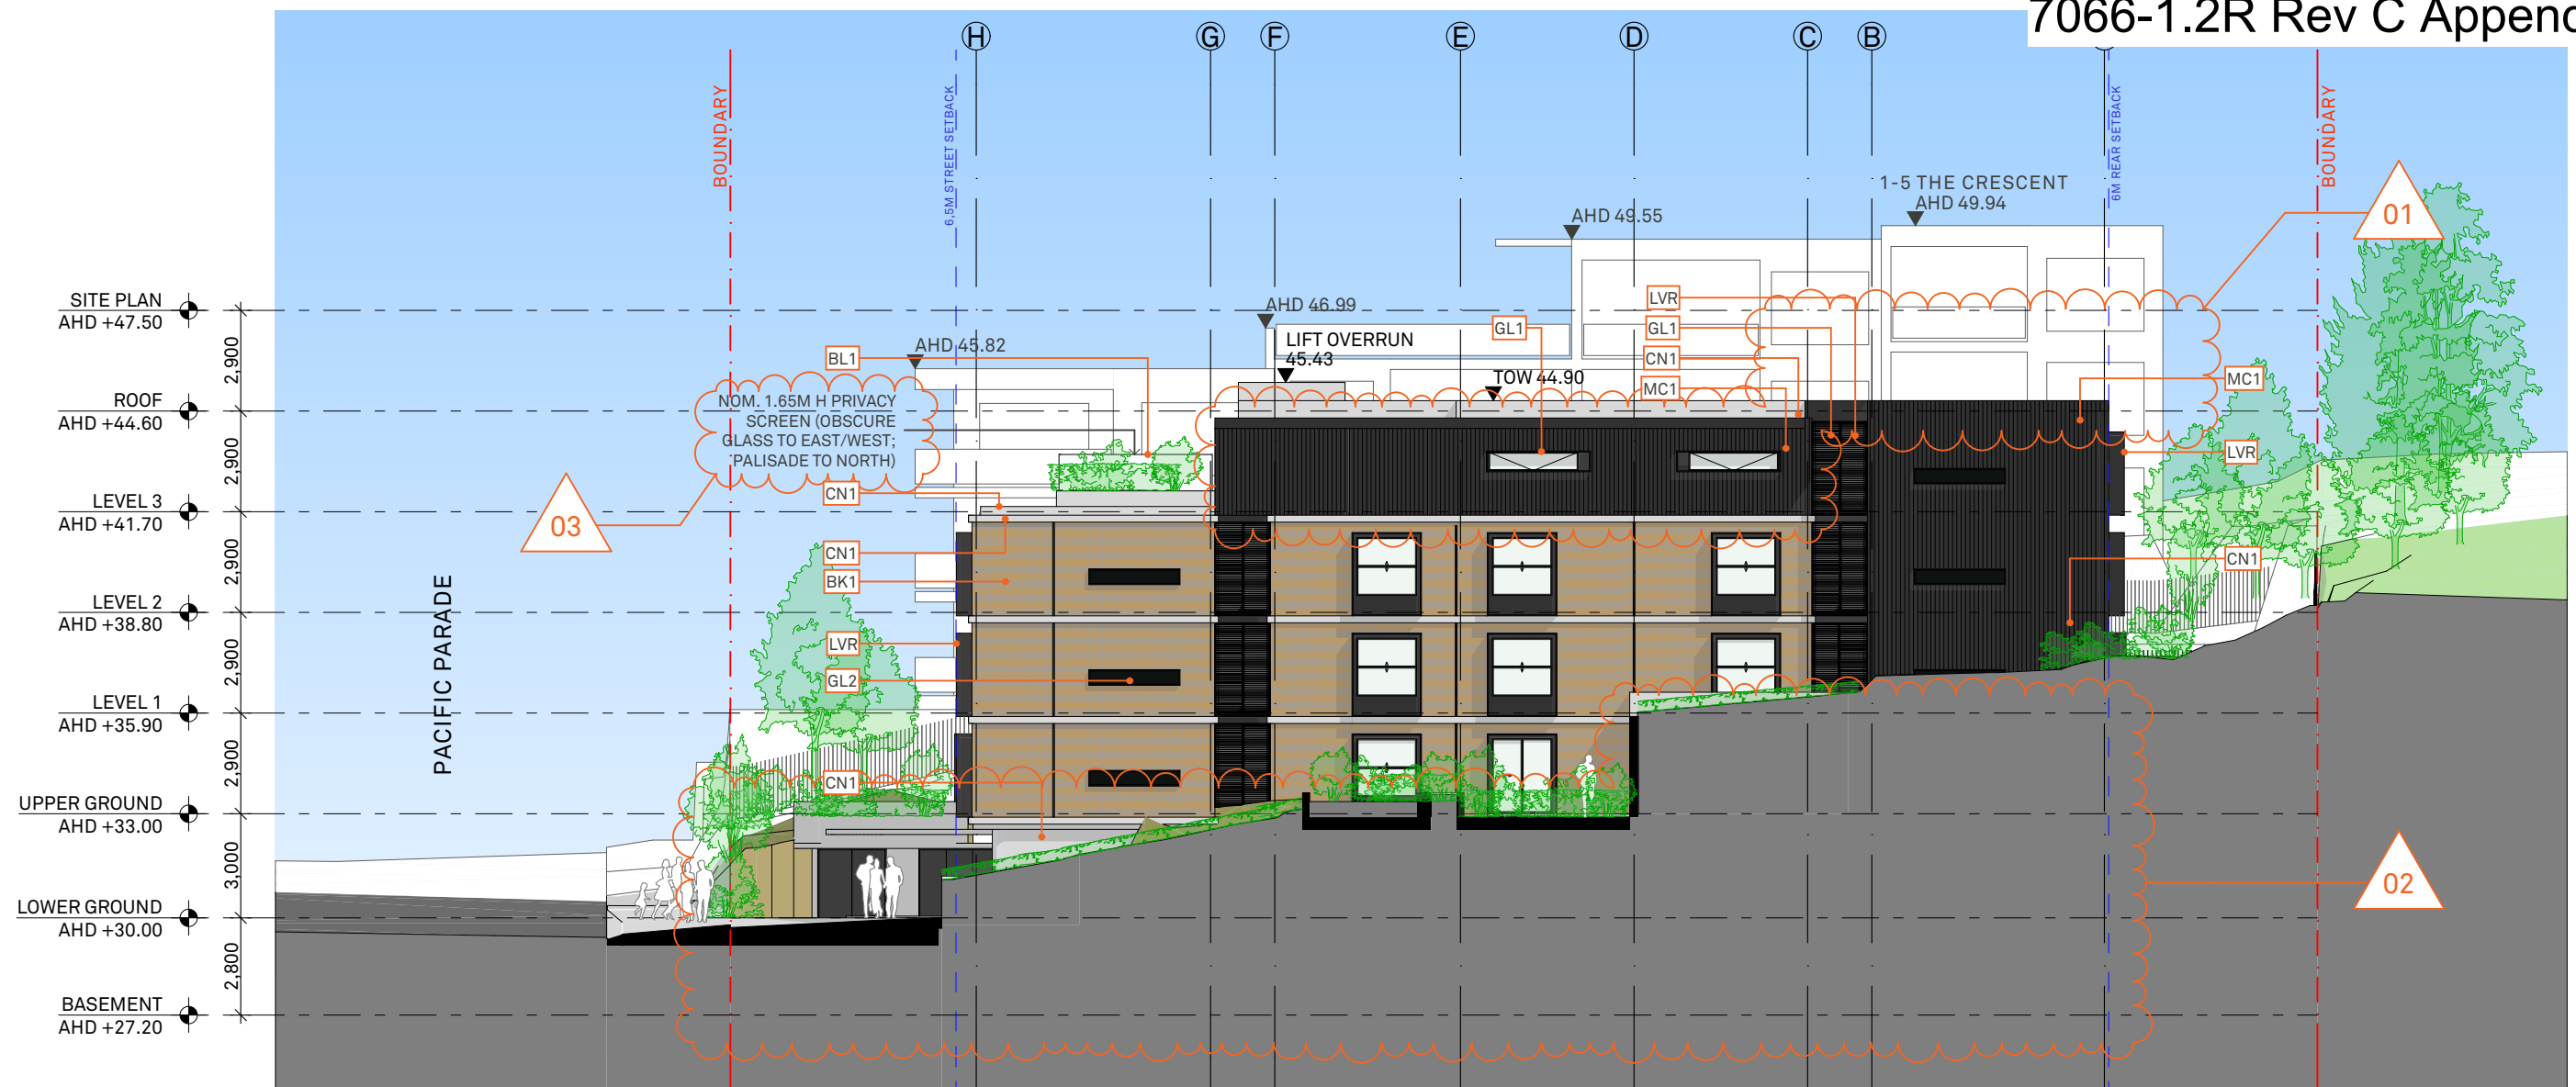 7066-1.2R Rev C Append
H
G
F
E
D
C
B
BOUNDARY
6,5M STREET SETBACK
6M REAR SETBACK
BOUNDARY
1-5 THE CRESCENT
AHD 49.94
AHD 49.55
01
SITE PLAN
AHD +47.50
AHD 46.99
LVR
GL1
GL1
LIFT OVERRUN
45.43
AHD 45.82
BL1
CN1
2,900
TOW 44.90
MC1
MC1
ROOF
AHD +44.60
NOM. 1.65M H PRIVACY
SCREEN (OBSCURE
GLASS TO EAST/WEST;
PALISADE TO NORTH)
LVR
2,900
CN1
LEVEL 3
AHD +41.70
03
CN1
CN1
2,900
BK1
LEVEL 2
AHD +38.80
PACIFIC PARADE
LVR
2,900
GL2
LEVEL 1
AHD +35.90
2,900
CN1
UPPER GROUND
AHD +33.00
3,000
02
LOWER GROUND
AHD +30.00
2,800
BASEMENT
AHD +27.20